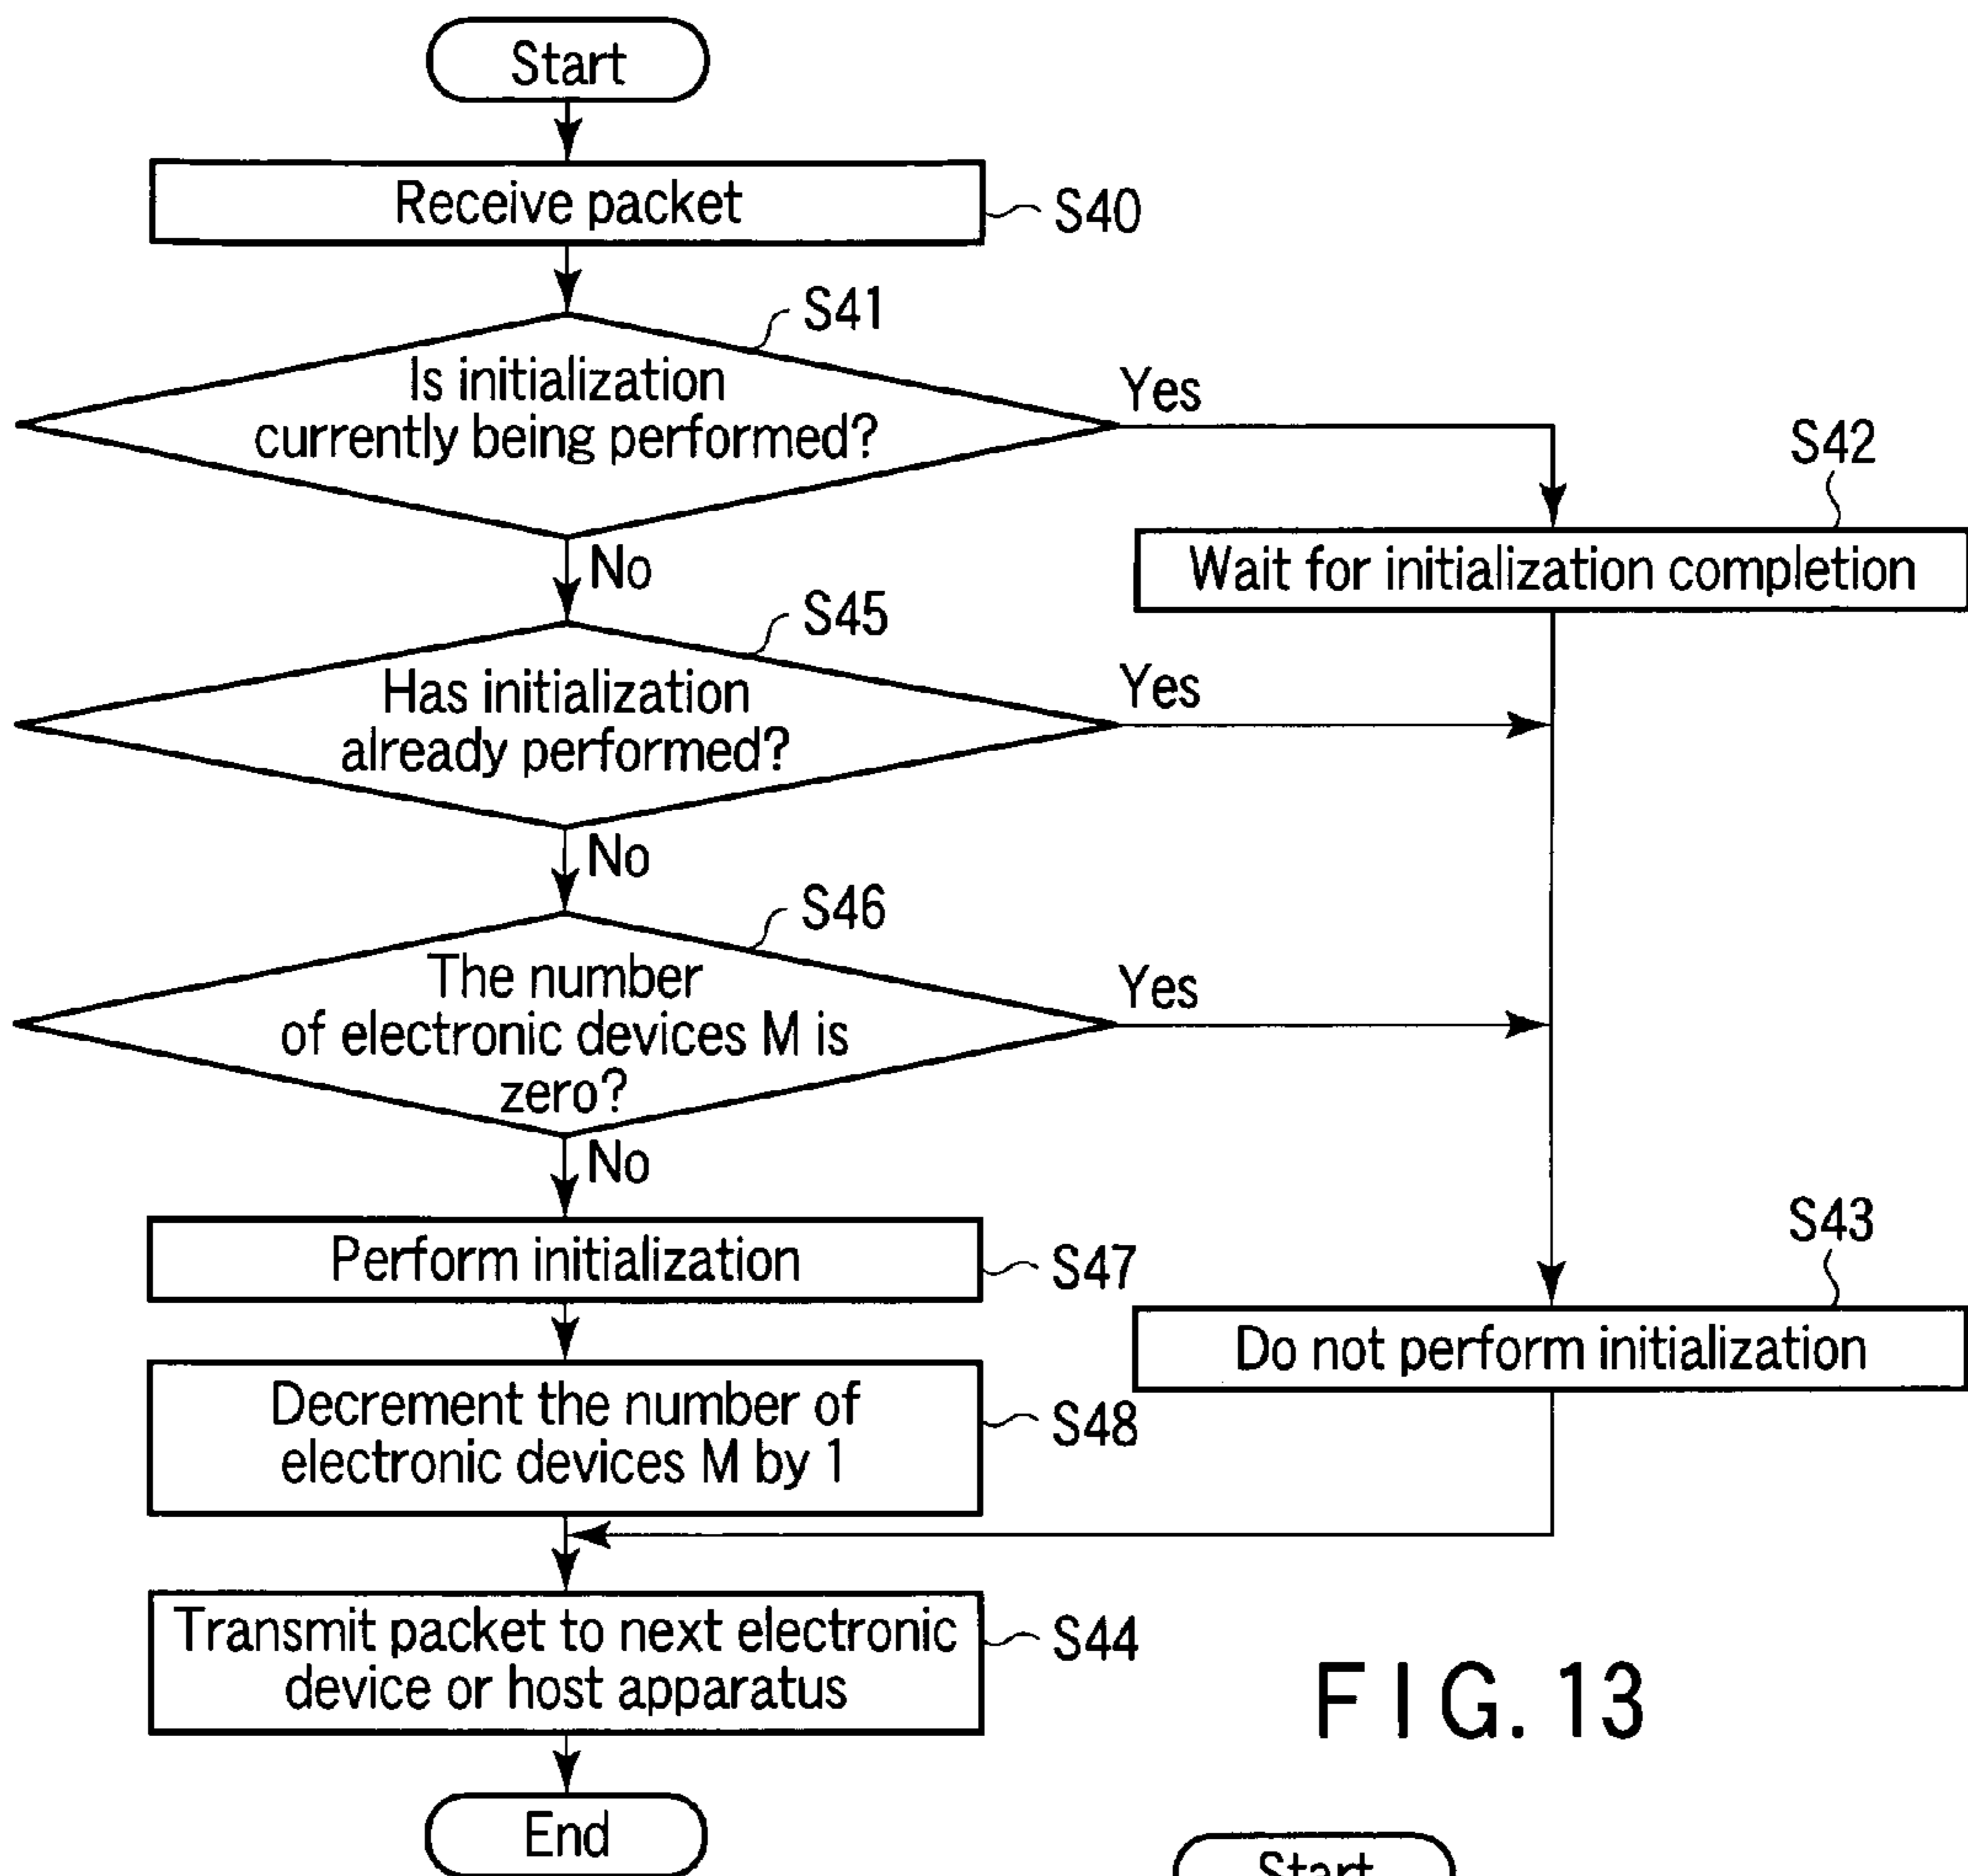 Start
Receive packet
S40
S41
Is initialization
currently being performed?
Yes
No
S42
Wait for initialization completion
S45
Has initialization
already performed?
Yes
No
S46
The number
of electronic devices M is
zero?
Yes
No
Perform initialization
S47
S43
Do not perform initialization
Decrement the number of
electronic devices M by 1
S48
Transmit packet to next electronic
device or host apparatus
S44
FIG. 13
End
Start